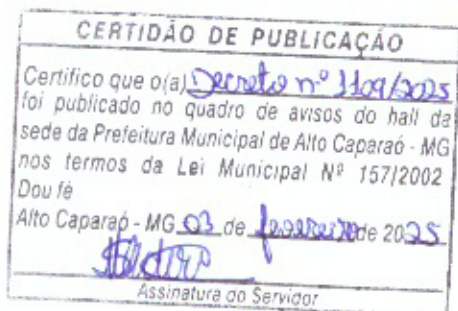 CERTIDÃO DE PUBLICAÇÃO
Certifico que o(a) Decreto nº 1109/2025
foi publicado no quadro de avisos do hall da
sede da Prefeitura Municipal de Alto Caparaó - MG
nos termos da Lei Municipal Nº 157/2002
Dou fé
Alto Caparaó - MG 03 de fevereiro de 2025
Assinatura do Servidor